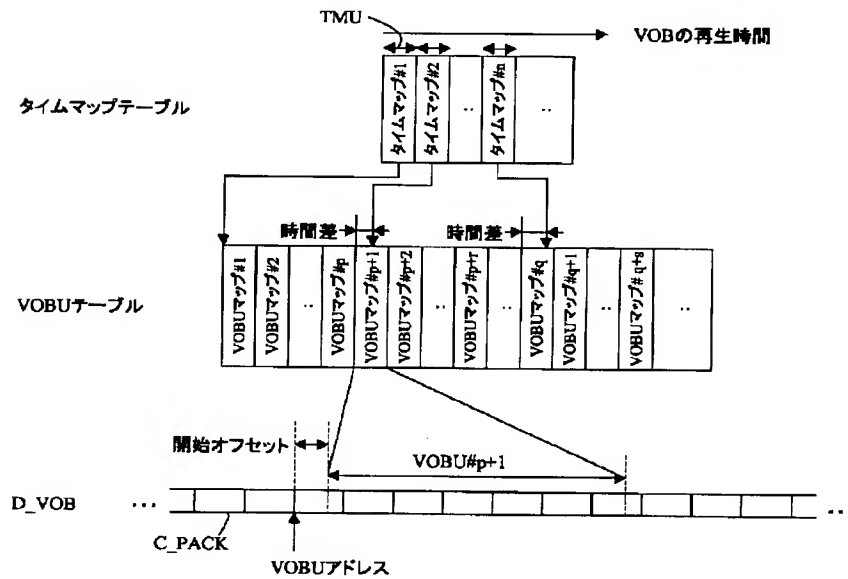 TMU
VOBの再生時間
タイムマップテーブル
タイムマップ#1
タイムマップ#2
:
タイムマップ#n
:
時間差
時間差
VOBUテーブル
VOBUマップ#1
VOBUマップ#2
:
VOBUマップ#p
VOBUマップ#p+1
VOBUマップ#p+2
:
VOBUマップ#p+r
:
VOBUマップ#q
VOBUマップ#q+1
:
VOBUマップ#q+s
:
開始オフセット
VOBU#p+1
D_VOB
...
..
C_PACK
VOBUアドレス